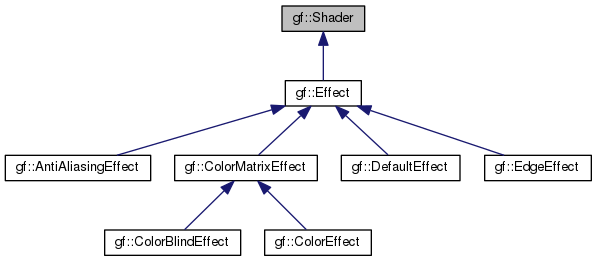 gf::Shader
gf::Effect
gf::AntiAliasingEffect
gf::ColorMatrixEffect
gf::DefaultEffect
gf::EdgeEffect
gf::ColorBlindEffect
gf::ColorEffect